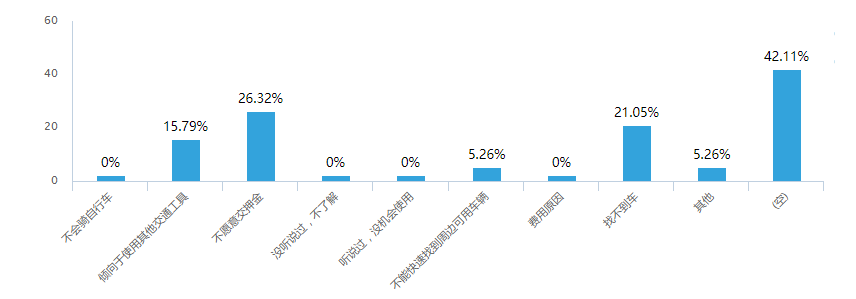 60
40
20
0
0%
15.79%
26.32%
0%
0%
5.26%
0%
21.05%
5.26%
42.11%
不会骑自行车
倾向于使用其他交通工具
不愿意交押金
没听说过，不了解
听说过，没机会使用
不能快速找到周边可用车辆
费用原因
找不到车
其他
(空)